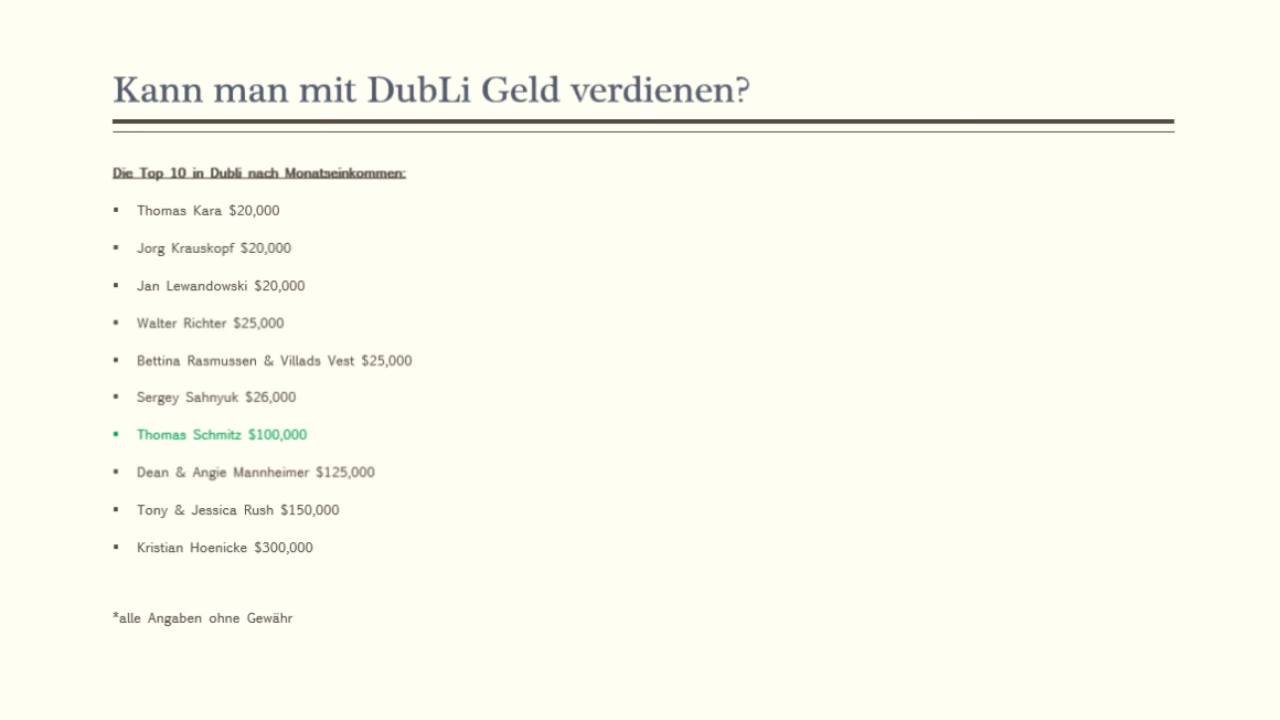 Kann man mit DubLi Geld verdienen?
Die Top 10 in Dubli nach Monatseinkommen:
▪ Thomas Kara $20,000
▪ Jorg Krauskopf $20,000
▪ Jan Lewandowski $20,000
▪ Walter Richter $25,000
▪ Bettina Rasmussen & Villads Vest $25,000
▪ Sergey Sahnyuk $26,000
▪ Thomas Schmitz $100,000
▪ Dean & Angie Mannheimer $125,000
▪ Tony & Jessica Rush $150,000
▪ Kristian Hoenicke $300,000
*alle Angaben ohne Gewähr